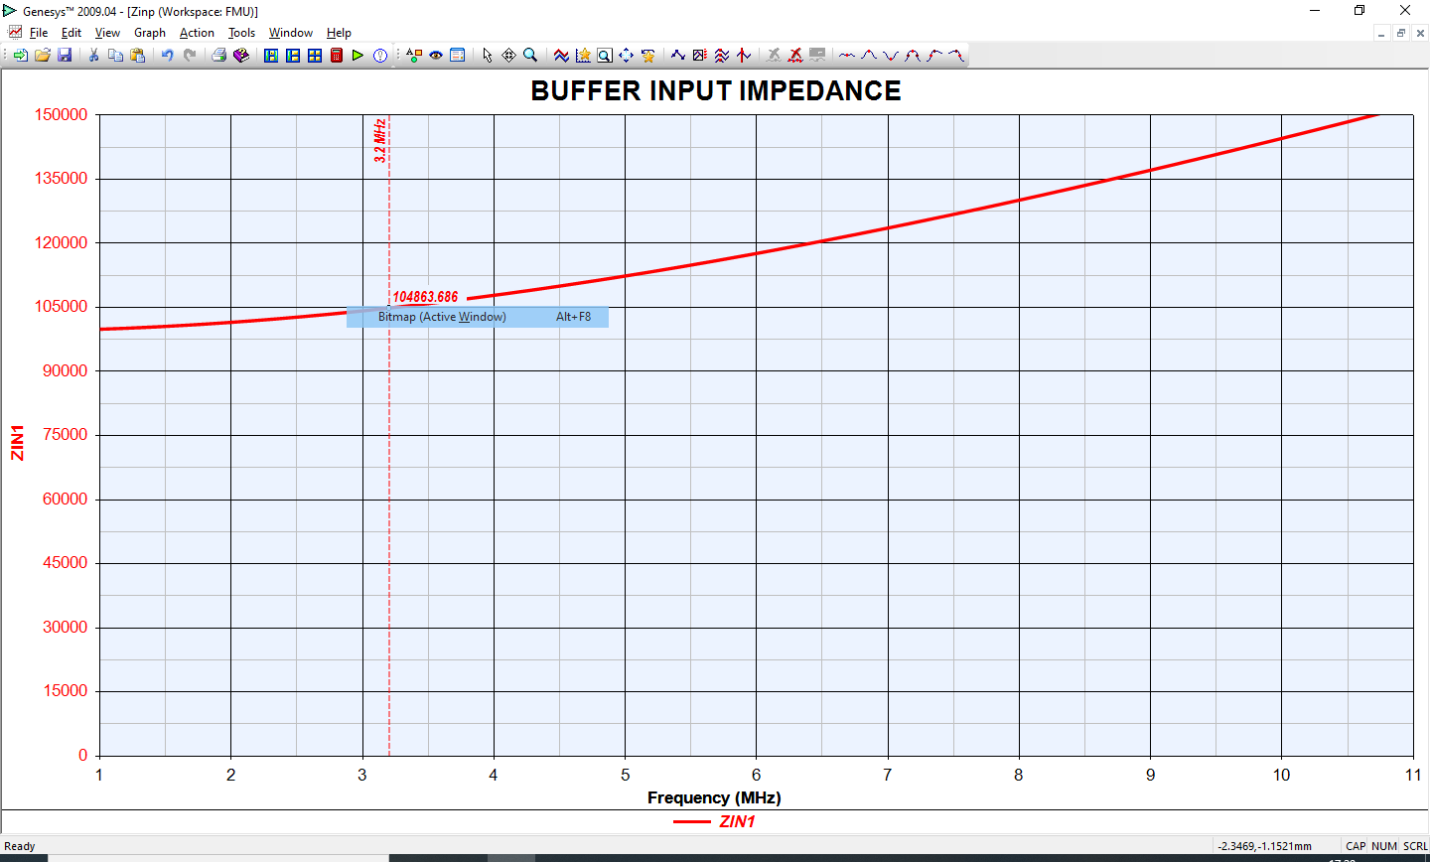 Genesys™ 2009.04 - [Zinp (Workspace: FMU)]
File Edit View Graph Action Tools Window Help
BUFFER INPUT IMPEDANCE
150000
135000
120000
105000
90000
75000
60000
45000
30000
15000
0
ZIN1
3.2 MHz
104863.686
Bitmap (Active Window) Alt+F8
1 2 3 4 5 6 7 8 9 10 11
Frequency (MHz)
ZIN1
Ready -2.3469,-1.1521mm CAP NUM SCRL